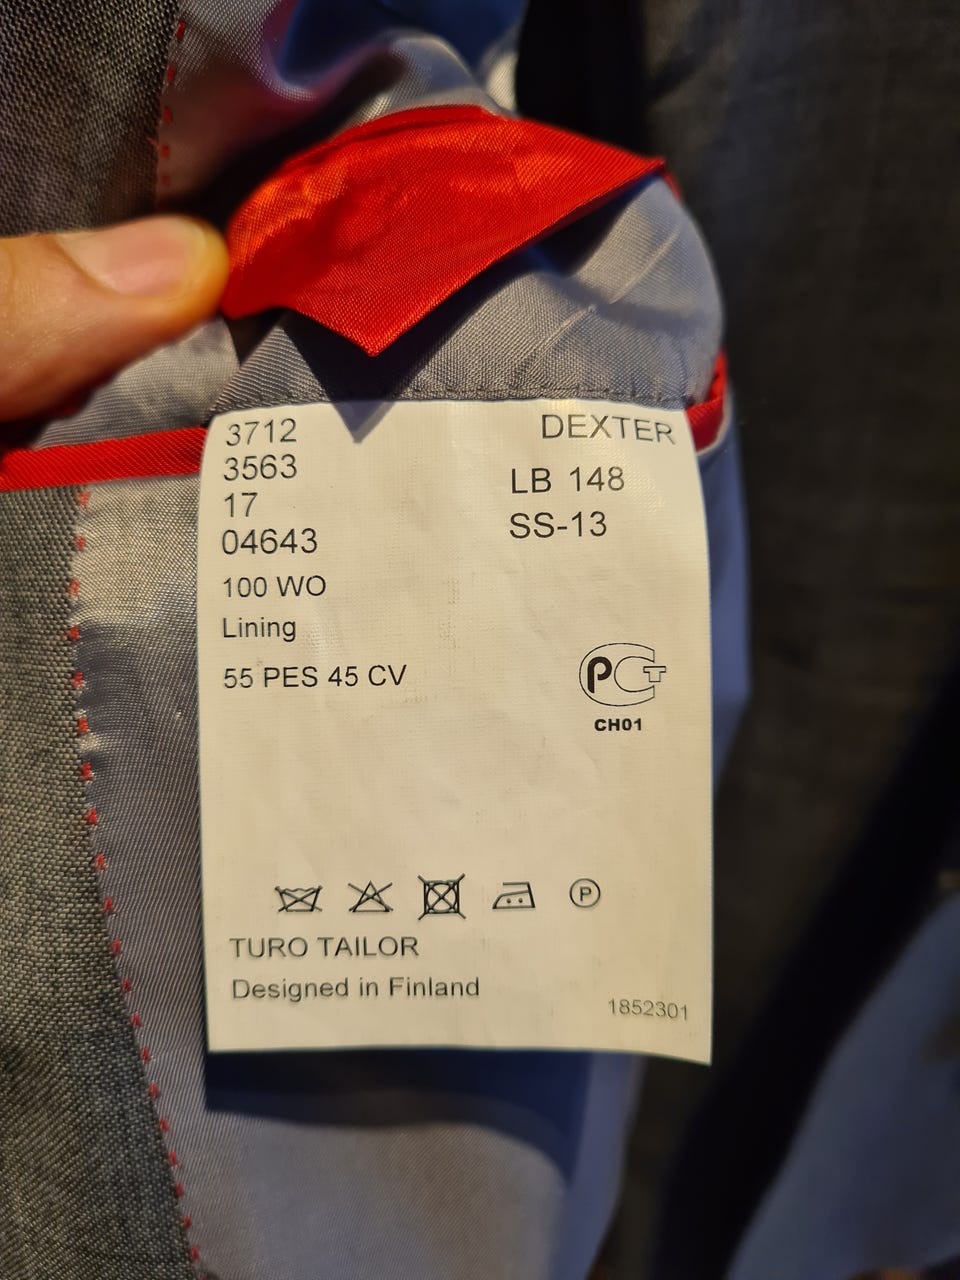 3712
3563
17
04643
100 WO
Lining
55 PES 45 CV
DEXTER
LB 148
SS-13
РСТ
CH01
P
TURO TAILOR
Designed in Finland
1852301